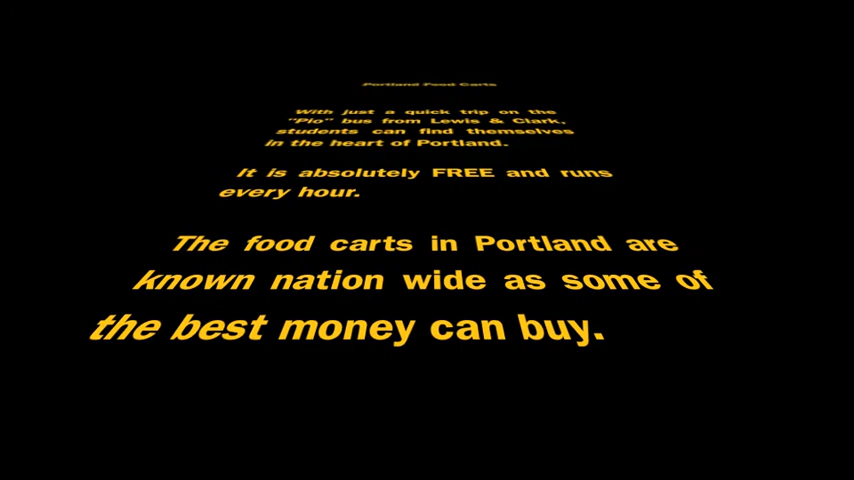 Portland Food Carts
With just a quick trip on the
"Pio" bus from Lewis & Clark,
students can find themselves
in the heart of Portland.
It is absolutely FREE and runs
every hour.
The food carts in Portland are
known nation wide as some of
the best money can buy.